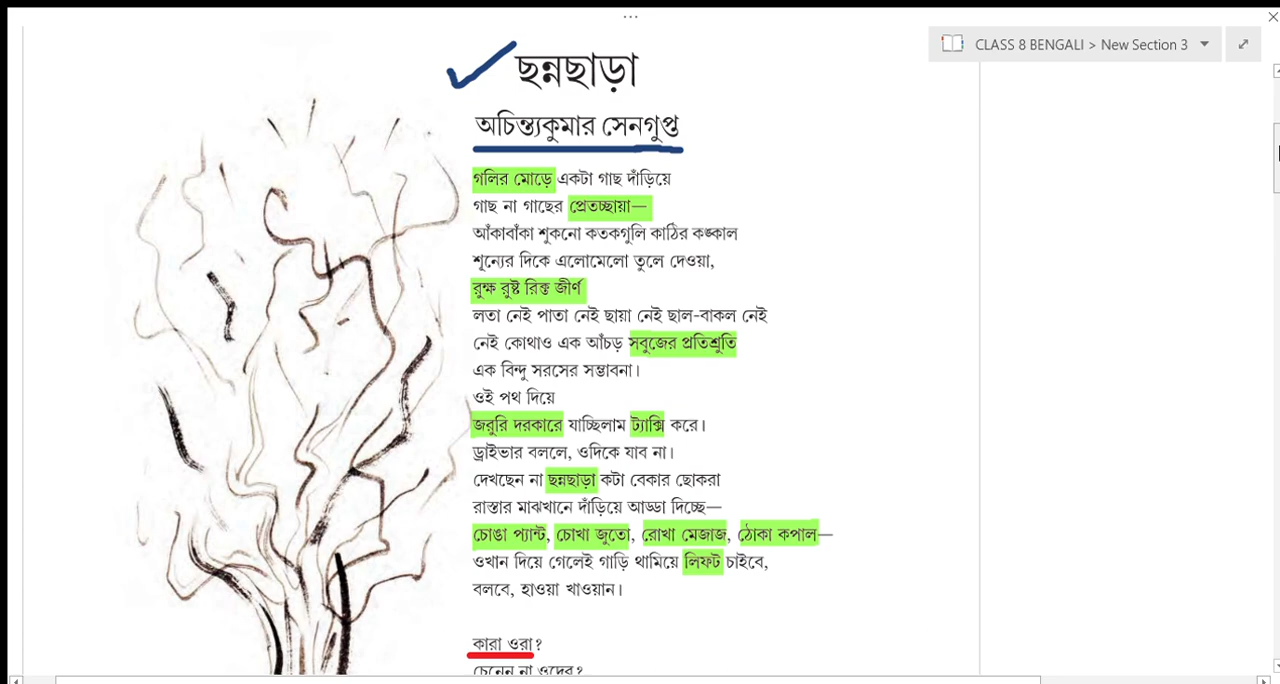 CLASS 8 BENGALI > New Section 3
ছন্নছাড়া
অচিন্ত্যকুমার সেনগুপ্ত
গলির মোড়ে একটা গাছ দাঁড়িয়ে
গাছ না গাছের প্রেতচ্ছায়া—
আঁকাবাঁকা শুকনো কতকগুলি কাঠির কঙ্কাল
শূন্যের দিকে এলোমেলো তুলে দেওয়া,
রুক্ষ রুষ্ট রিক্ত জীর্ণ
লতা নেই পাতা নেই ছায়া নেই ছাল-বাকল নেই
নেই কোথাও এক আঁচড় সবুজের প্রতিশ্রুতি
এক বিন্দু সরসের সম্ভাবনা।
ওই পথ দিয়ে
জরুরি দরকারে যাচ্ছিলাম ট্যাক্সি করে।
ড্রাইভার বললে, ওদিকে যাব না।
দেখছেন না ছন্নছাড়া কটা বেকার ছোকরা
রাস্তার মাঝখানে দাঁড়িয়ে আড্ডা দিচ্ছে—
চোঙা প্যান্ট, চোখা জুতো, রোখা মেজাজ, ঠোকা কপাল—
ওখান দিয়ে গেলেই গাড়ি থামিয়ে লিফট চাইবে,
বলবে, হাওয়া খাওয়ান।
কারা ওরা?
চেনেন না ওদের?